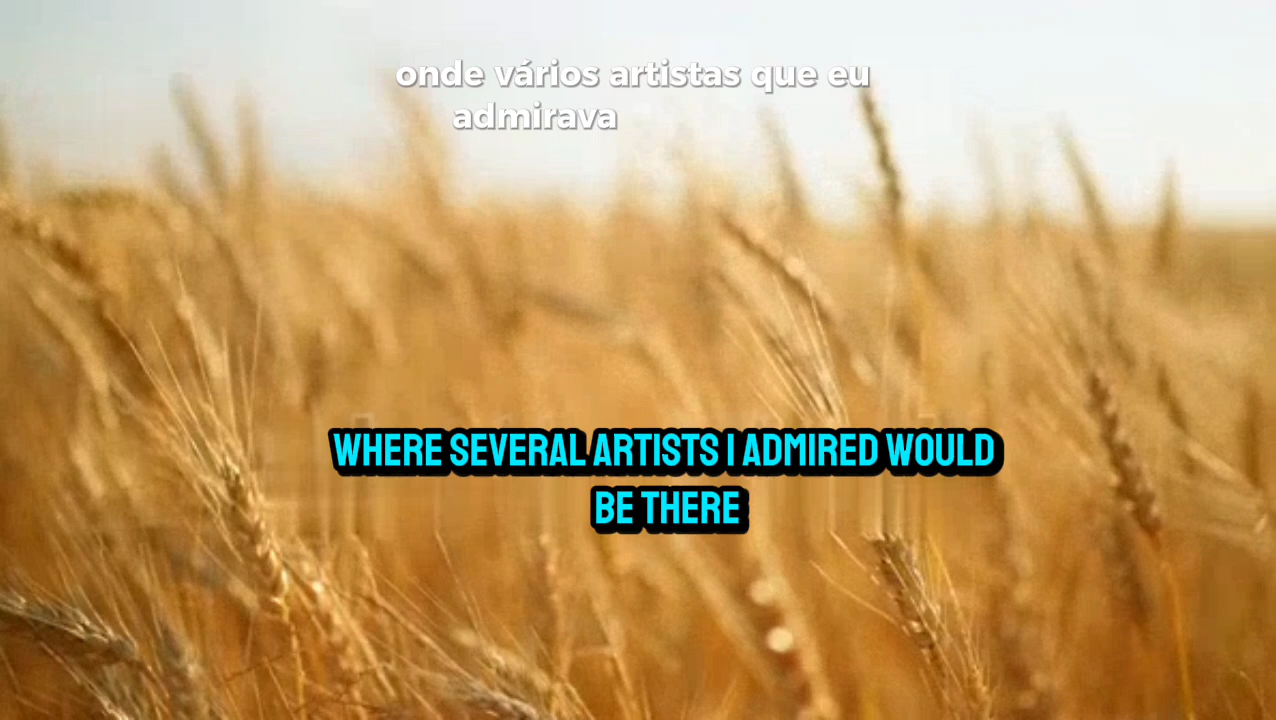 onde vários artistas que eu
admirava
WHERE SEVERAL ARTISTS I ADMIRED WOULD
BE THERE